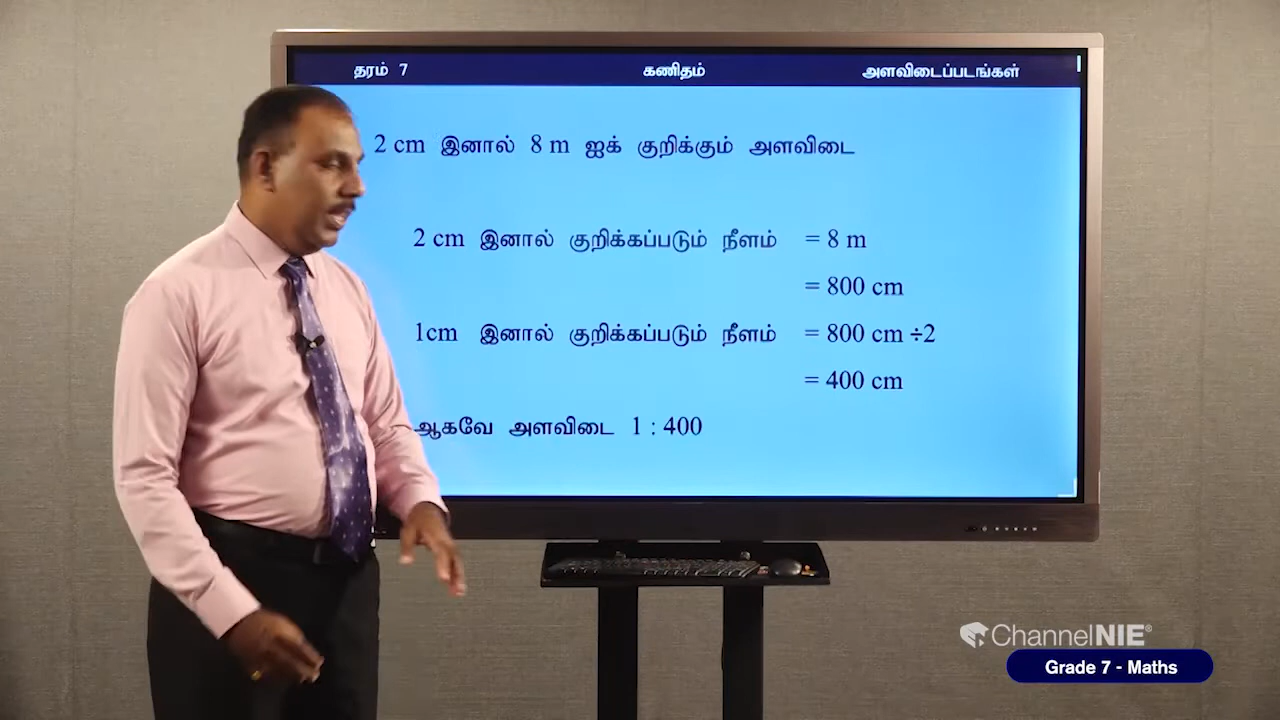 தரம் 7 கணிதம் அளவிடைப்படங்கள்
2 cm இனால் 8 m ஐக் குறிக்கும் அளவிடை
2 cm இனால் குறிக்கப்படும் நீளம் = 8 m
= 800 cm
1cm இனால் குறிக்கப்படும் நீளம் = 800 cm ÷2
= 400 cm
ஆகவே அளவிடை 1 : 400
ChannelNIE®
Grade 7 - Maths